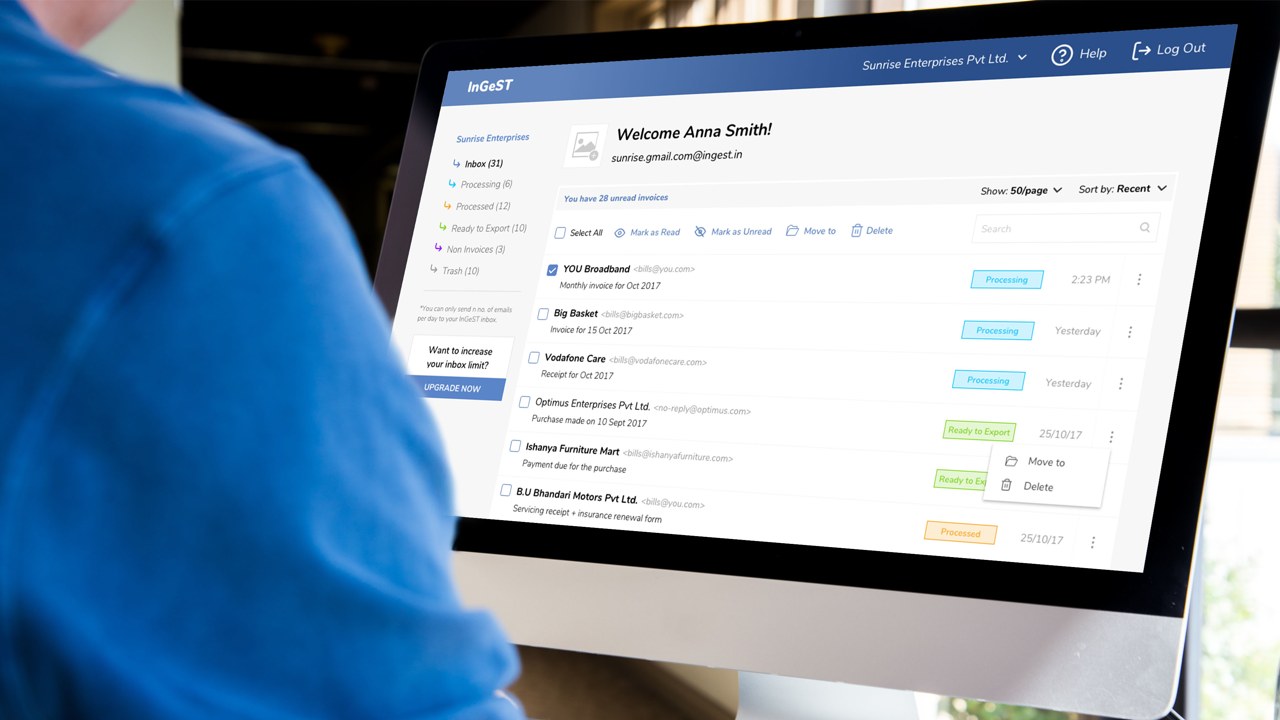 InGeST
Sunrise Enterprises Pvt Ltd.
? Help
Log Out
Sunrise Enterprises
Inbox (31)
Processing (6)
Processed (12)
Ready to Export (10)
Non Invoices (3)
Trash (10)
*You can only send n no. of emails
per day to your InGeST inbox.
Want to increase
your inbox limit?
UPGRADE NOW
Welcome Anna Smith!
sunrise.gmail.com@ingest.in
You have 28 unread invoices
Show: 50/page
Sort by: Recent
Select All
Mark as Read
Mark as Unread
Move to
Delete
Search
YOU Broadband <bills@you.com>
Monthly invoice for Oct 2017
Processing
2:23 PM
Big Basket <bills@bigbasket.com>
Invoice for 15 Oct 2017
Processing
Yesterday
Vodafone Care <bills@vodafonecare.com>
Receipt for Oct 2017
Processing
Yesterday
Optimus Enterprises Pvt Ltd. <no-reply@optimus.com>
Purchase made on 10 Sept 2017
Ready to Export
25/10/17
Move to
Delete
Ishanya Furniture Mart <bills@ishanyafurniture.com>
Payment due for the purchase
Ready to Exp
B.U Bhandari Motors Pvt Ltd. <bills@you.com>
Servicing receipt + insurance renewal form
Processed
25/10/17